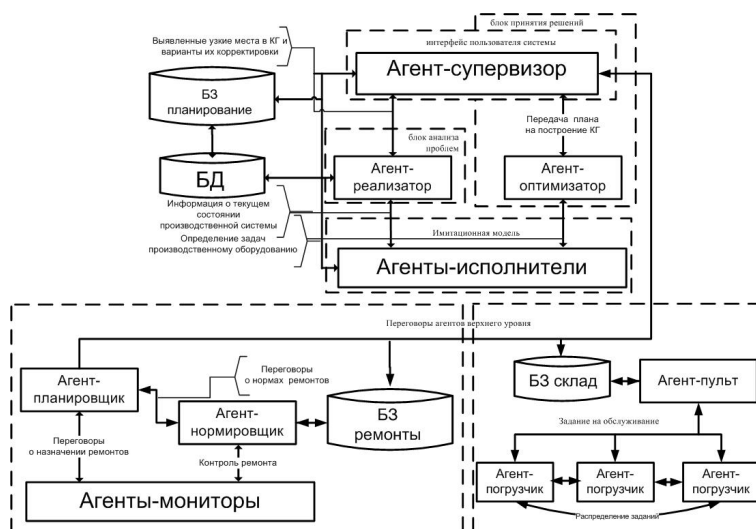 блок принятия решений
Выявленные узкие места в КГ и
варианты их корректировки
интерфейс пользователя системы
Агент-супервизор
БЗ
планирование
Передача плана
на построение КГ
блок анализа
проблем
БД
Агент-
реализатор
Агент-
оптимизатор
Информация о текущем
состоянии
производственной системы
Определение задач
производственному оборудованию
Имитационная модель
Агенты-исполнители
Переговоры агентов верхнего уровня
Переговоры
о нормах ремонтов
Агент-
планировщик
Агент-
нормировщик
БЗ
ремонты
БЗ склад
Агент-пульт
Задание на обслуживание
Переговоры
о назначении ремонтов
Контроль ремонта
Агенты-мониторы
Агент-
погрузчик
Агент-
погрузчик
Агент-
погрузчик
Распределение заданий